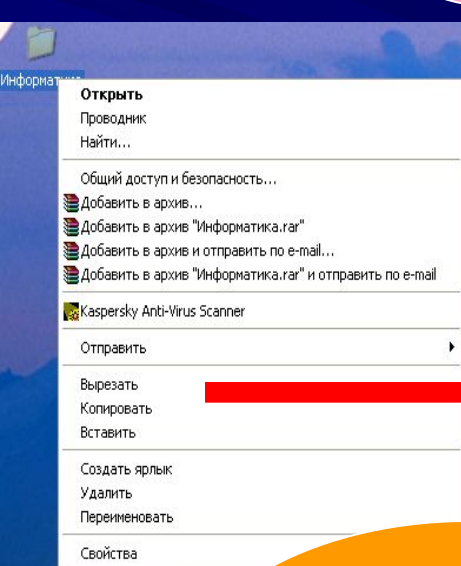 Открыть
Проводник
Найти...
Общий доступ и безопасность...
Добавить в архив...
Добавить в архив "Информатика.rar"
Добавить в архив и отправить по e-mail...
Добавить в архив "Информатика.rar" и отправить по e-mail
Kaspersky Anti-Virus Scanner
Отправить
Вырезать
Копировать
Вставить
Создать ярлык
Удалить
Переименовать
Свойства